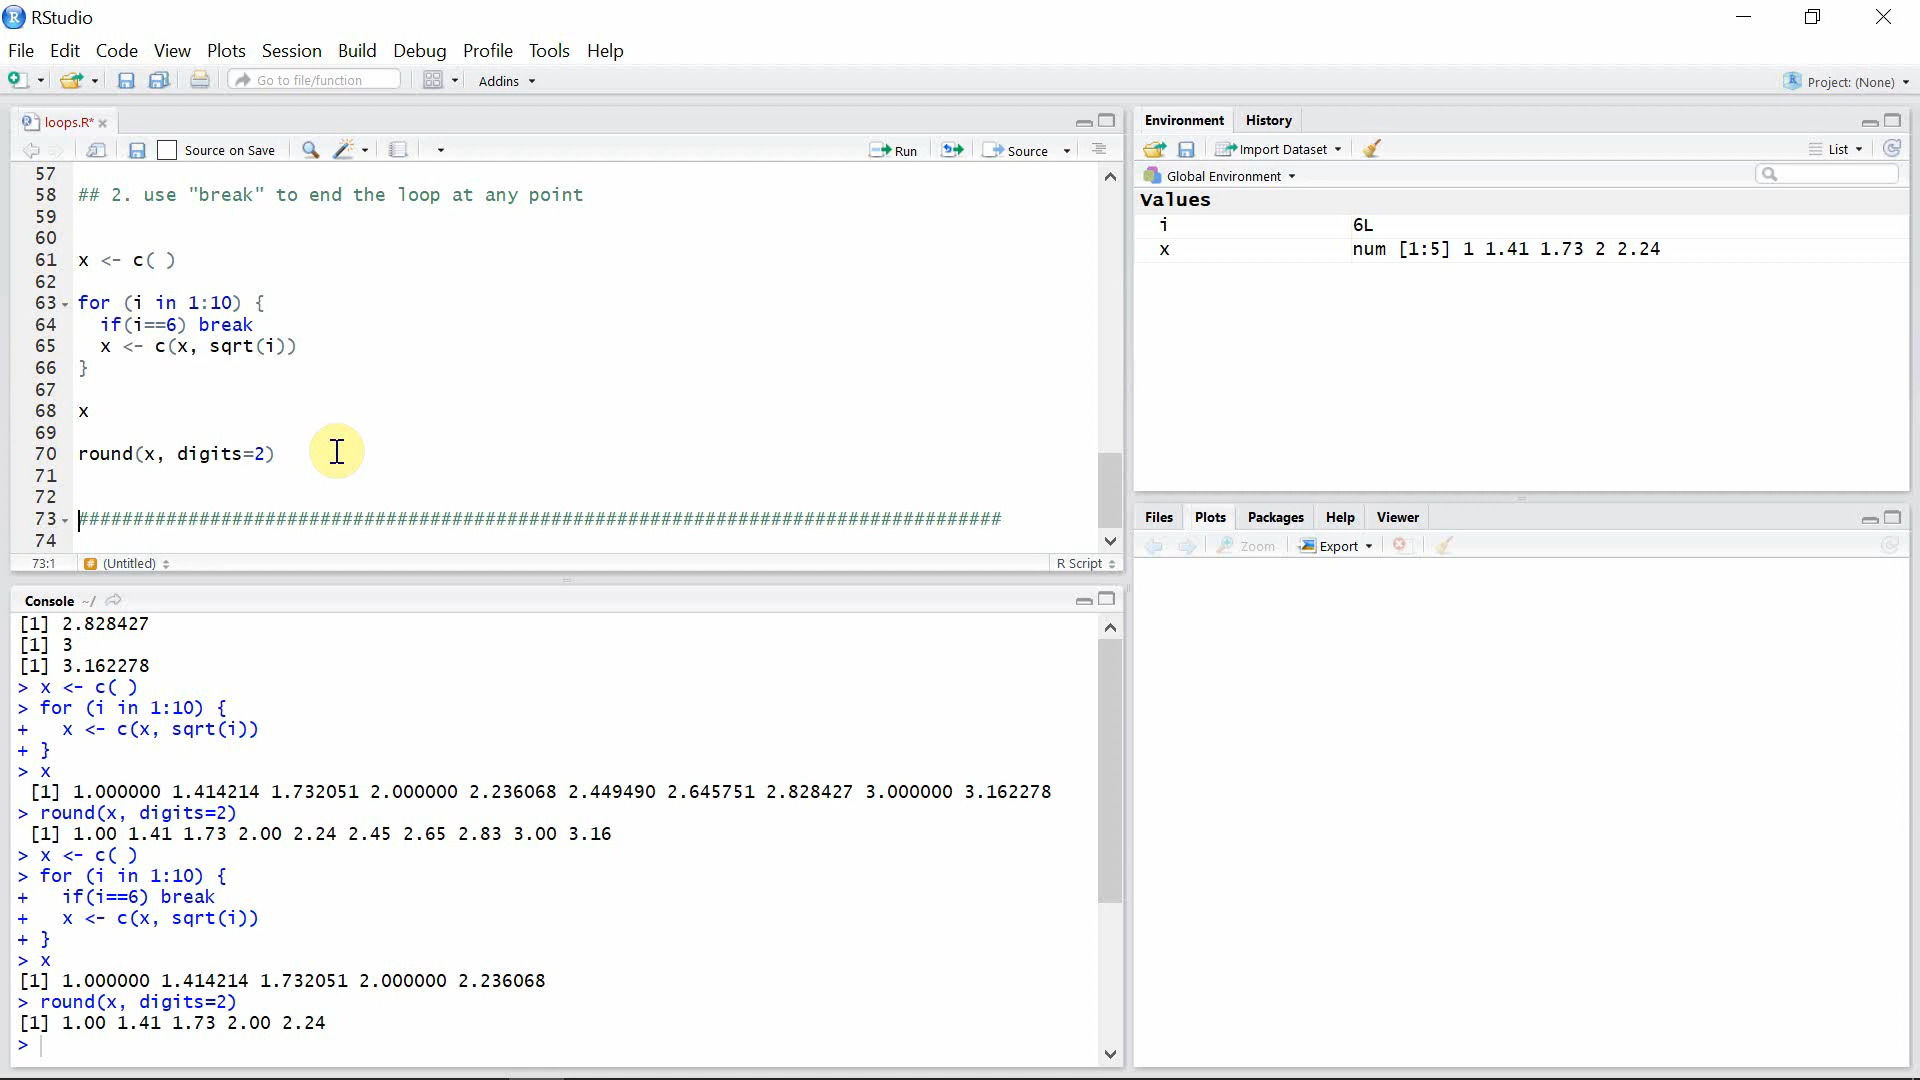 RStudio
File Edit Code View Plots Session Build Debug Profile Tools Help
Go to file/function Addins Project: (None)
loops.R*
Source on Save Run Source
57
58 ## 2. use "break" to end the loop at any point
59
60
61 x <- c( )
62
63 for (i in 1:10) {
64 if(i==6) break
65 x <- c(x, sqrt(i))
66 }
67
68 x
69
70 round(x, digits=2)
71
72
73 ####################################################################################
74
73:1 (Untitled) R Script
Console ~/
[1] 2.828427
[1] 3
[1] 3.162278
> x <- c( )
> for (i in 1:10) {
+ x <- c(x, sqrt(i))
+ }
> x
[1] 1.000000 1.414214 1.732051 2.000000 2.236068 2.449490 2.645751 2.828427 3.000000 3.162278
> round(x, digits=2)
[1] 1.00 1.41 1.73 2.00 2.24 2.45 2.65 2.83 3.00 3.16
> x <- c( )
> for (i in 1:10) {
+ if(i==6) break
+ x <- c(x, sqrt(i))
+ }
> x
[1] 1.000000 1.414214 1.732051 2.000000 2.236068
> round(x, digits=2)
[1] 1.00 1.41 1.73 2.00 2.24
>
Environment History
Import Dataset List
Global Environment
Values
i 6L
x num [1:5] 1 1.41 1.73 2 2.24
Files Plots Packages Help Viewer
Zoom Export